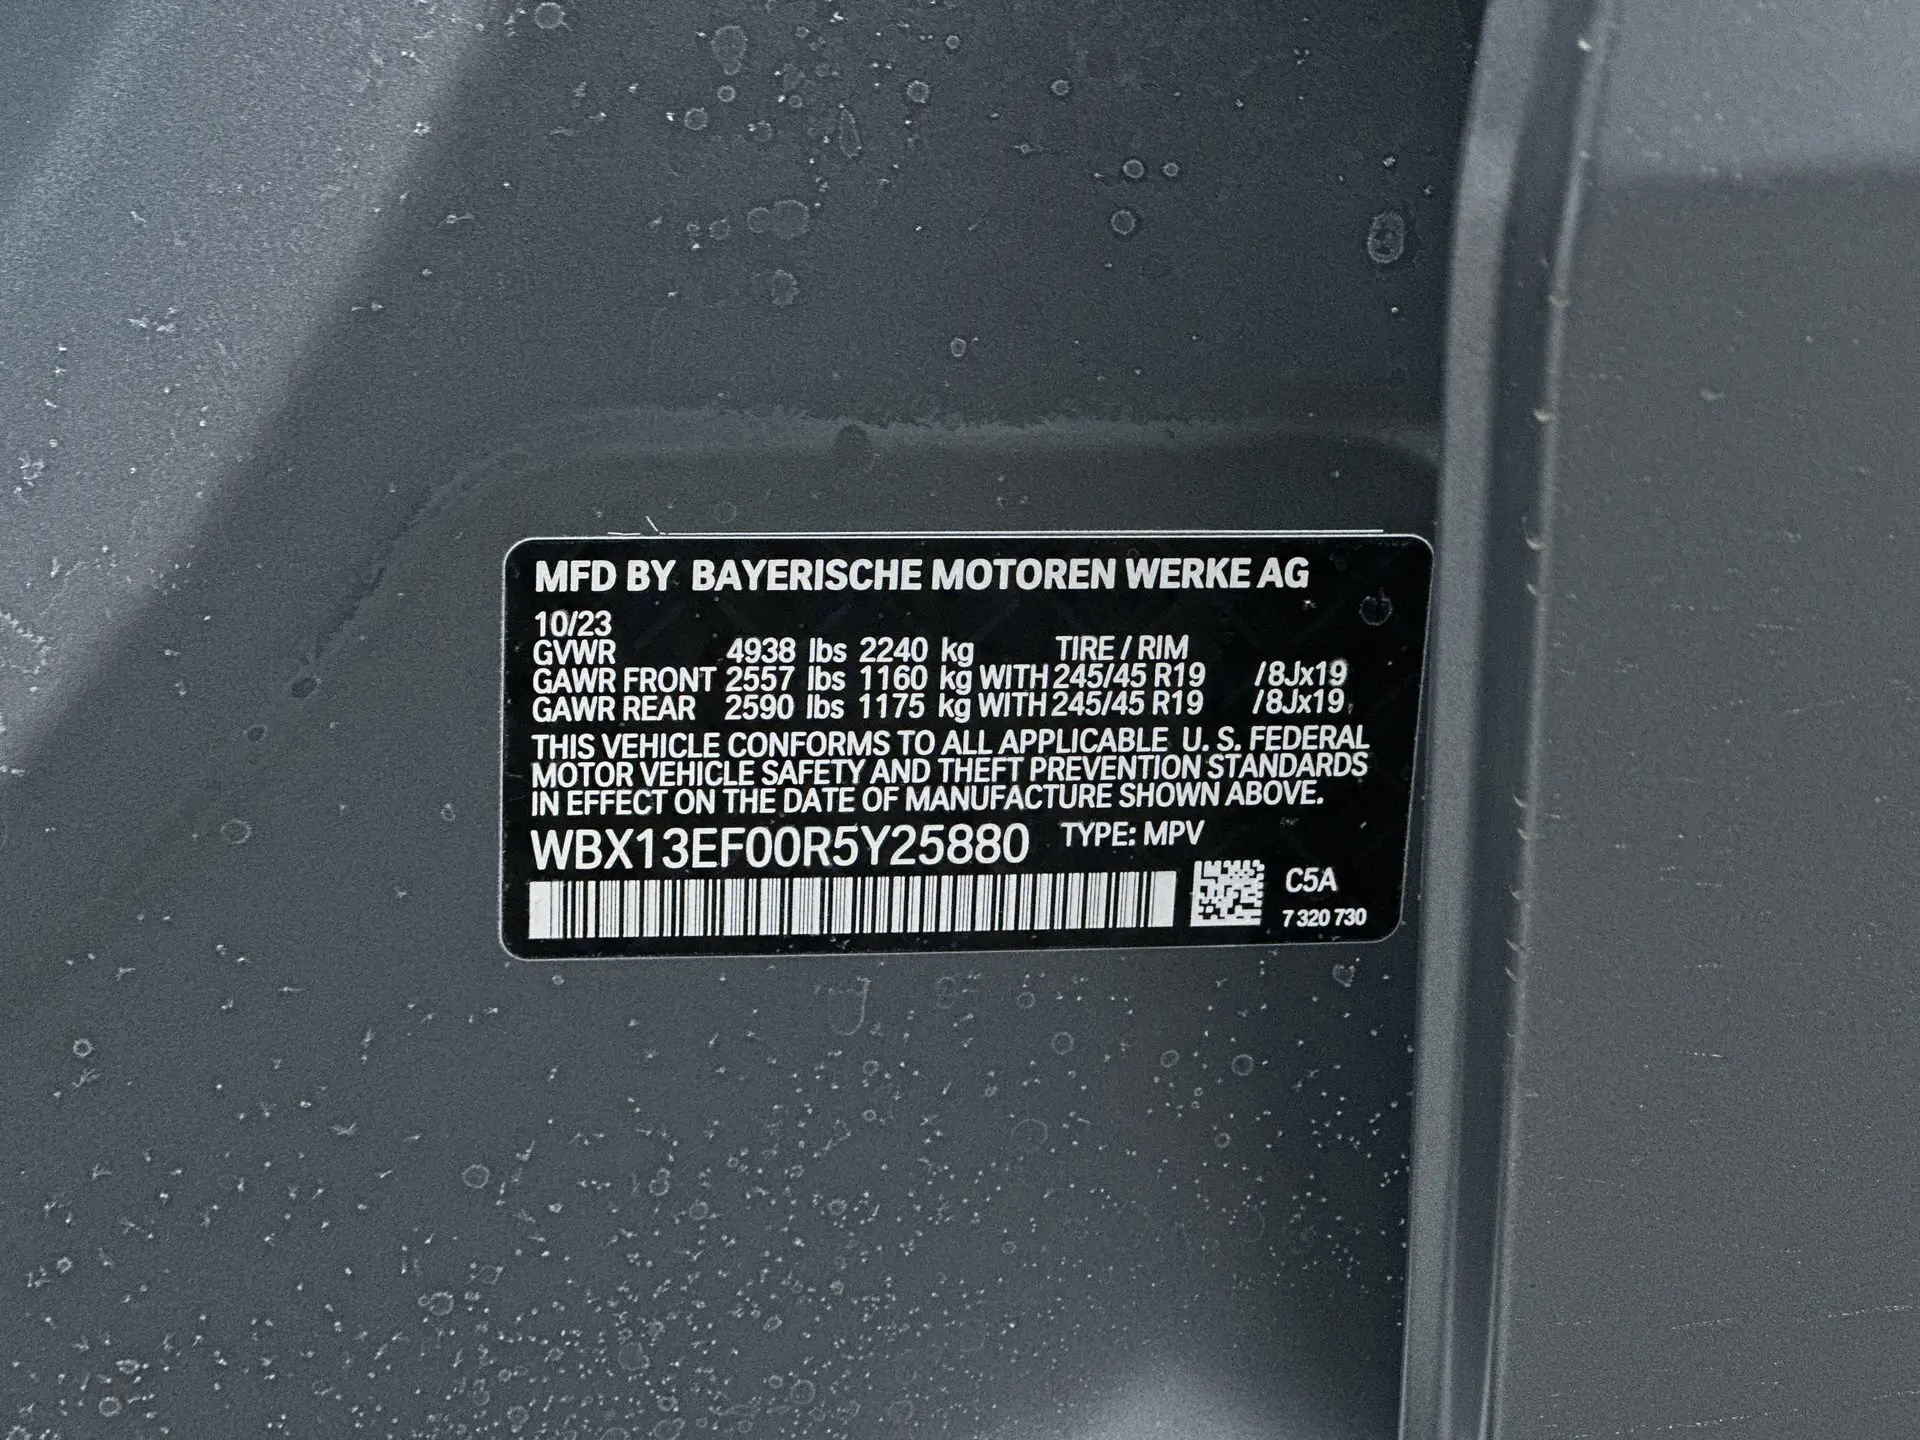 MFD BY BAYERISCHE MOTOREN WERKE AG
10/23
GVWR 4938 lbs 2240 kg TIRE / RIM
GAWR FRONT 2557 lbs 1160 kg WITH 245/45 R19 /8Jx19
GAWR REAR 2590 lbs 1175 kg WITH 245/45 R19 /8Jx19
THIS VEHICLE CONFORMS TO ALL APPLICABLE U. S. FEDERAL
MOTOR VEHICLE SAFETY AND THEFT PREVENTION STANDARDS
IN EFFECT ON THE DATE OF MANUFACTURE SHOWN ABOVE.
WBX13EF00R5Y25880 TYPE: MPV
C5A
7 320 730